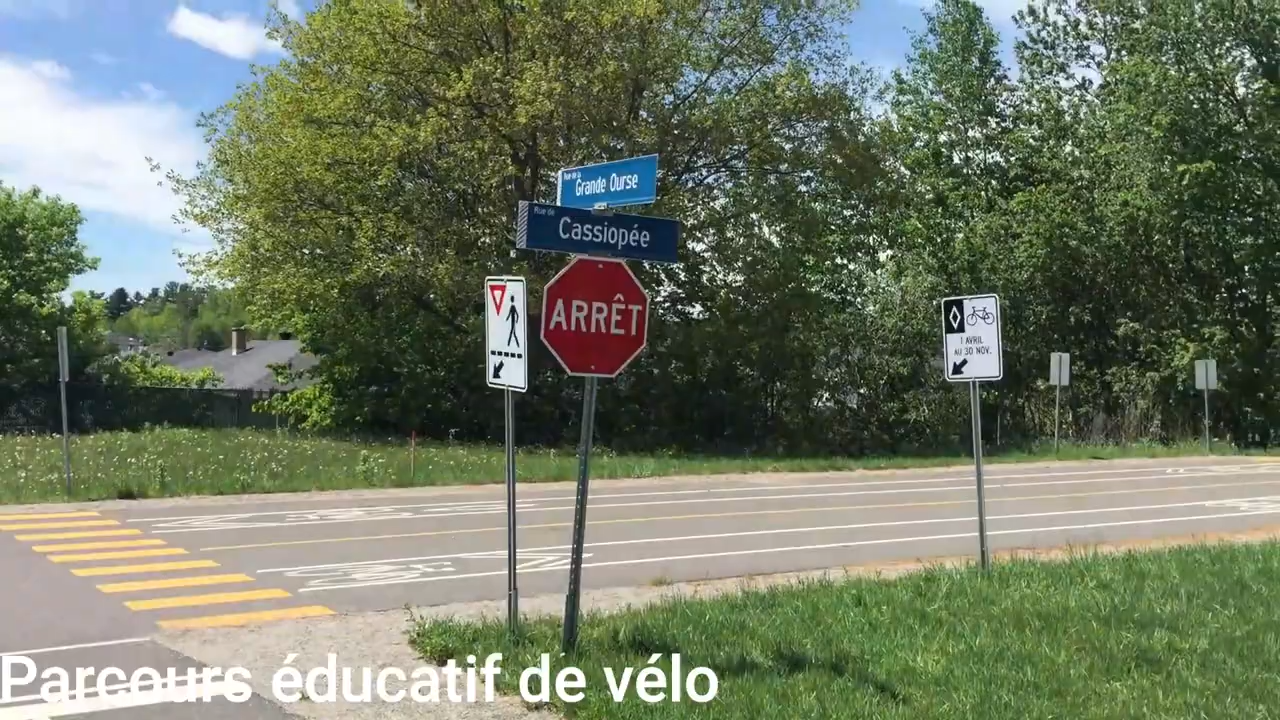 Rue de la
Grande Ourse
Rue de
Cassiopée
ARRÊT
1 AVRIL
AU 30 NOV.
Parcours éducatif de vélo